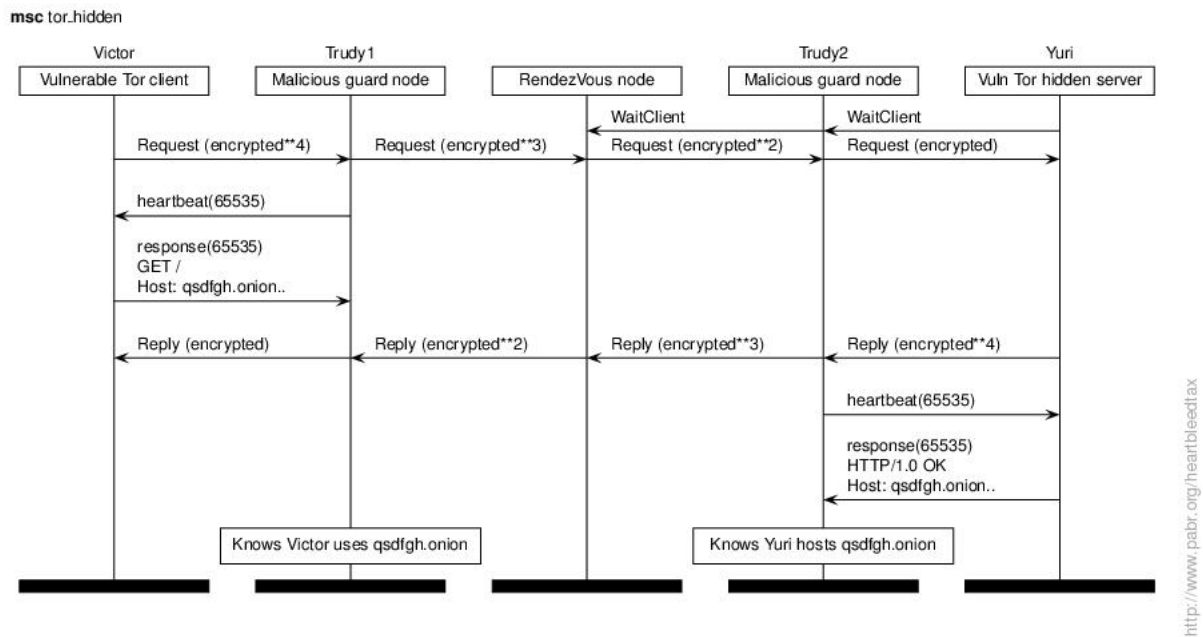 msc tor_hidden
Victor
Trudy1
Trudy2
Yuri
Vulnerable Tor client
Malicious guard node
RendezVous node
Malicious guard node
Vuln Tor hidden server
WaitClient
WaitClient
Request (encrypted**4)
Request (encrypted**3)
Request (encrypted**2)
Request (encrypted)
heartbeat(65535)
response(65535)
GET /
Host: qsdfgh.onion..
Reply (encrypted)
Reply (encrypted**2)
Reply (encrypted**3)
Reply (encrypted**4)
heartbeat(65535)
response(65535)
HTTP/1.0 OK
Host: qsdfgh.onion..
Knows Victor uses qsdfgh.onion
Knows Yuri hosts qsdfgh.onion
http://www.pabr.org/heartbleedtax